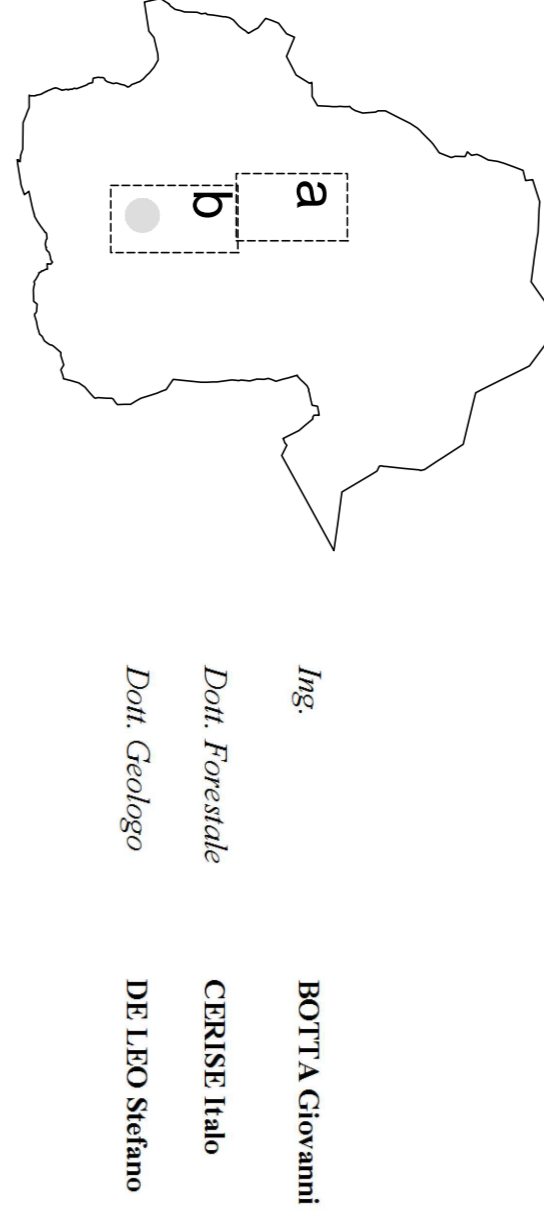 a
b
Ing. BOTTA Giovanni
Dott. Forestale CERISE Italo
Dott. Geologo DE LEO Stefano